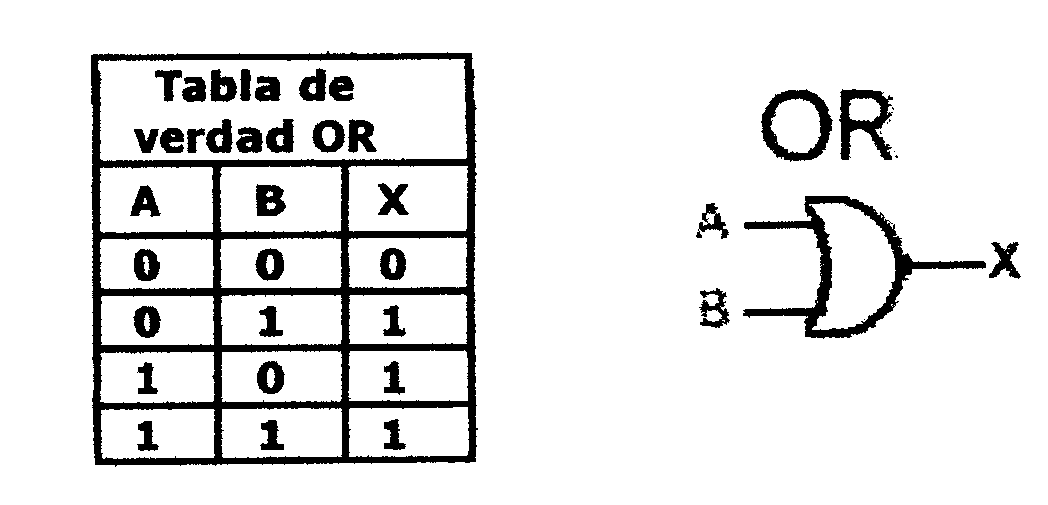 Tabla de
verdad OR
A B X
0 0 0
0 1 1
1 0 1
1 1 1
OR
A
B
X